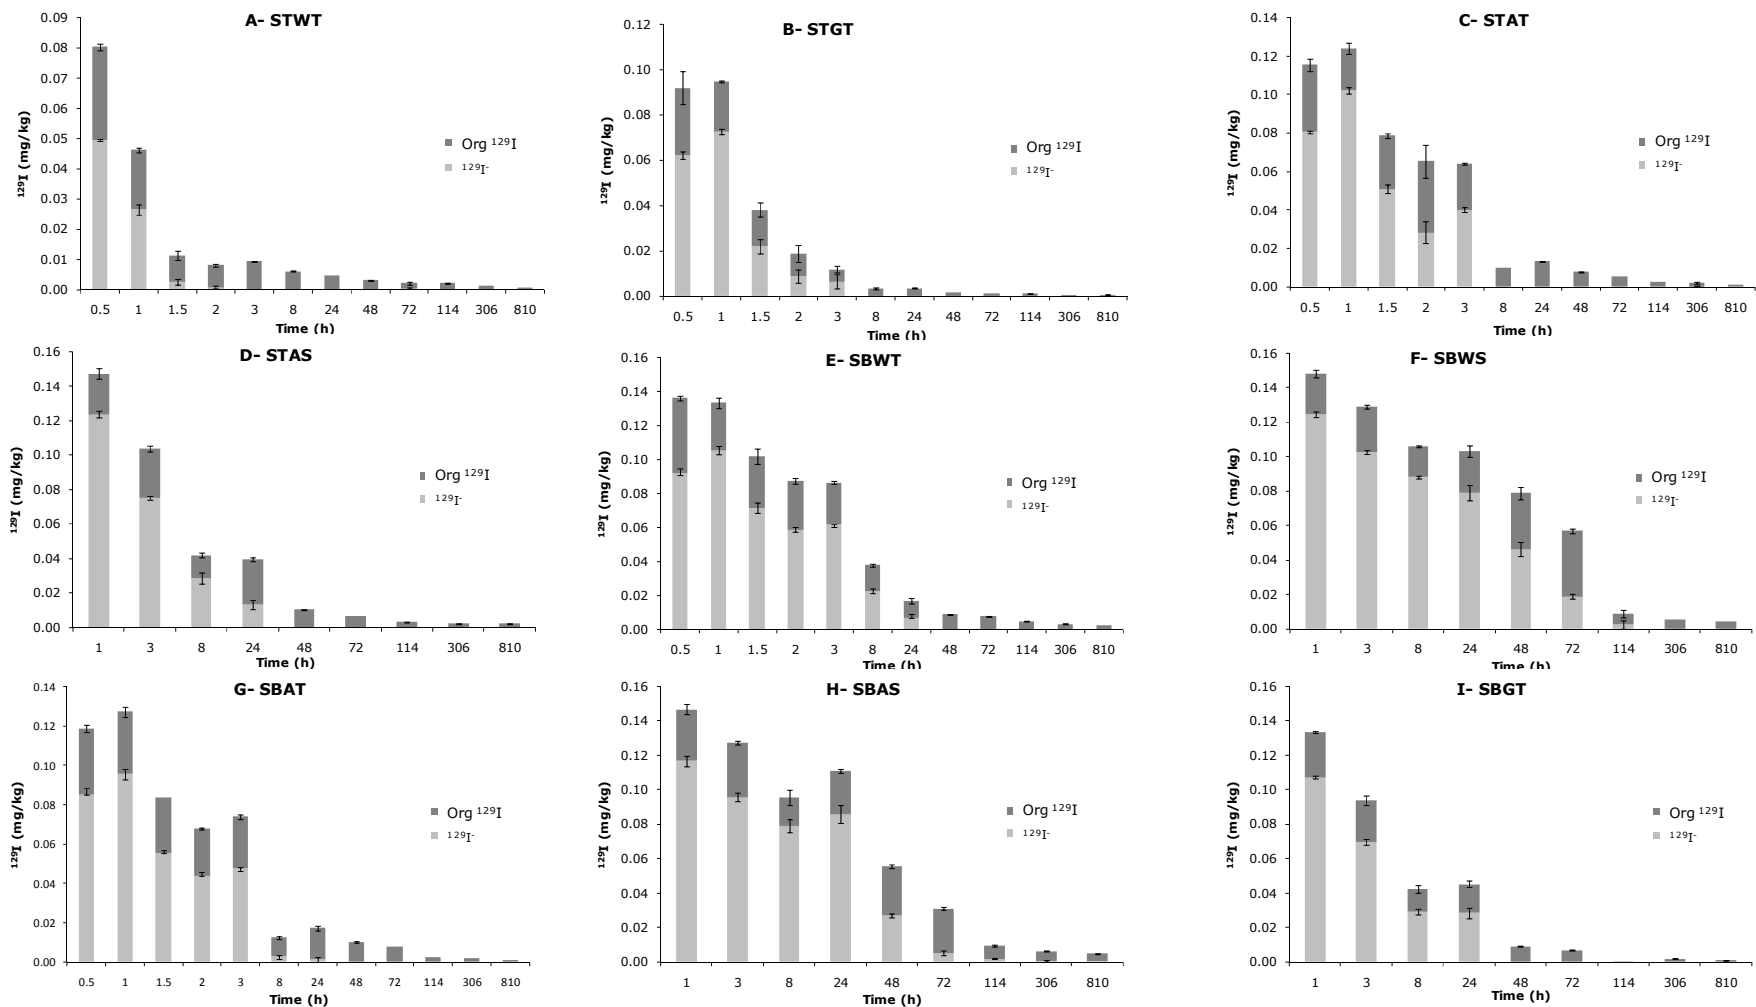 A- STWT
0.09
0.08
0.07
0.06
0.05
0.04
0.03
0.02
0.01
0.00
¹²⁹I (mg/kg)
Org ¹²⁹I
¹²⁹I⁻
0.5 1 1.5 2 3 8 24 48 72 114 306 810
Time (h)
B- STGT
0.12
0.10
0.08
0.06
0.04
0.02
0.00
¹²⁹I (mg/kg)
Org ¹²⁹I
¹²⁹I⁻
0.5 1 1.5 2 3 8 24 48 72 114 306 810
Time (h)
C- STAT
0.14
0.12
0.10
0.08
0.06
0.04
0.02
0.00
¹²⁹I (mg/kg)
Org ¹²⁹I
¹²⁹I⁻
0.5 1 1.5 2 3 8 24 48 72 114 306 810
Time (h)
D- STAS
0.16
0.14
0.12
0.10
0.08
0.06
0.04
0.02
0.00
¹²⁹I (mg/kg)
Org ¹²⁹I
¹²⁹I⁻
1 3 8 24 48 72 114 306 810
Time (h)
E- SBWT
0.16
0.14
0.12
0.10
0.08
0.06
0.04
0.02
0.00
¹²⁹I (mg/kg)
Org ¹²⁹I
¹²⁹I⁻
0.5 1 1.5 2 3 8 24 48 72 114 306 810
Time (h)
F- SBWS
0.16
0.14
0.12
0.10
0.08
0.06
0.04
0.02
0.00
¹²⁹I (mg/kg)
Org ¹²⁹I
¹²⁹I⁻
1 3 8 24 48 72 114 306 810
Time (h)
G- SBAT
0.14
0.12
0.10
0.08
0.06
0.04
0.02
0.00
¹²⁹I (mg/kg)
Org ¹²⁹I
¹²⁹I⁻
0.5 1 1.5 2 3 8 24 48 72 114 306 810
Time (h)
H- SBAS
0.16
0.14
0.12
0.10
0.08
0.06
0.04
0.02
0.00
¹²⁹I (mg/kg)
Org ¹²⁹I
¹²⁹I⁻
1 3 8 24 48 72 114 306 810
Time (h)
I- SBGT
0.16
0.14
0.12
0.10
0.08
0.06
0.04
0.02
0.00
¹²⁹I (mg/kg)
Org ¹²⁹I
¹²⁹I⁻
1 3 8 24 48 72 114 306 810
Time (h)